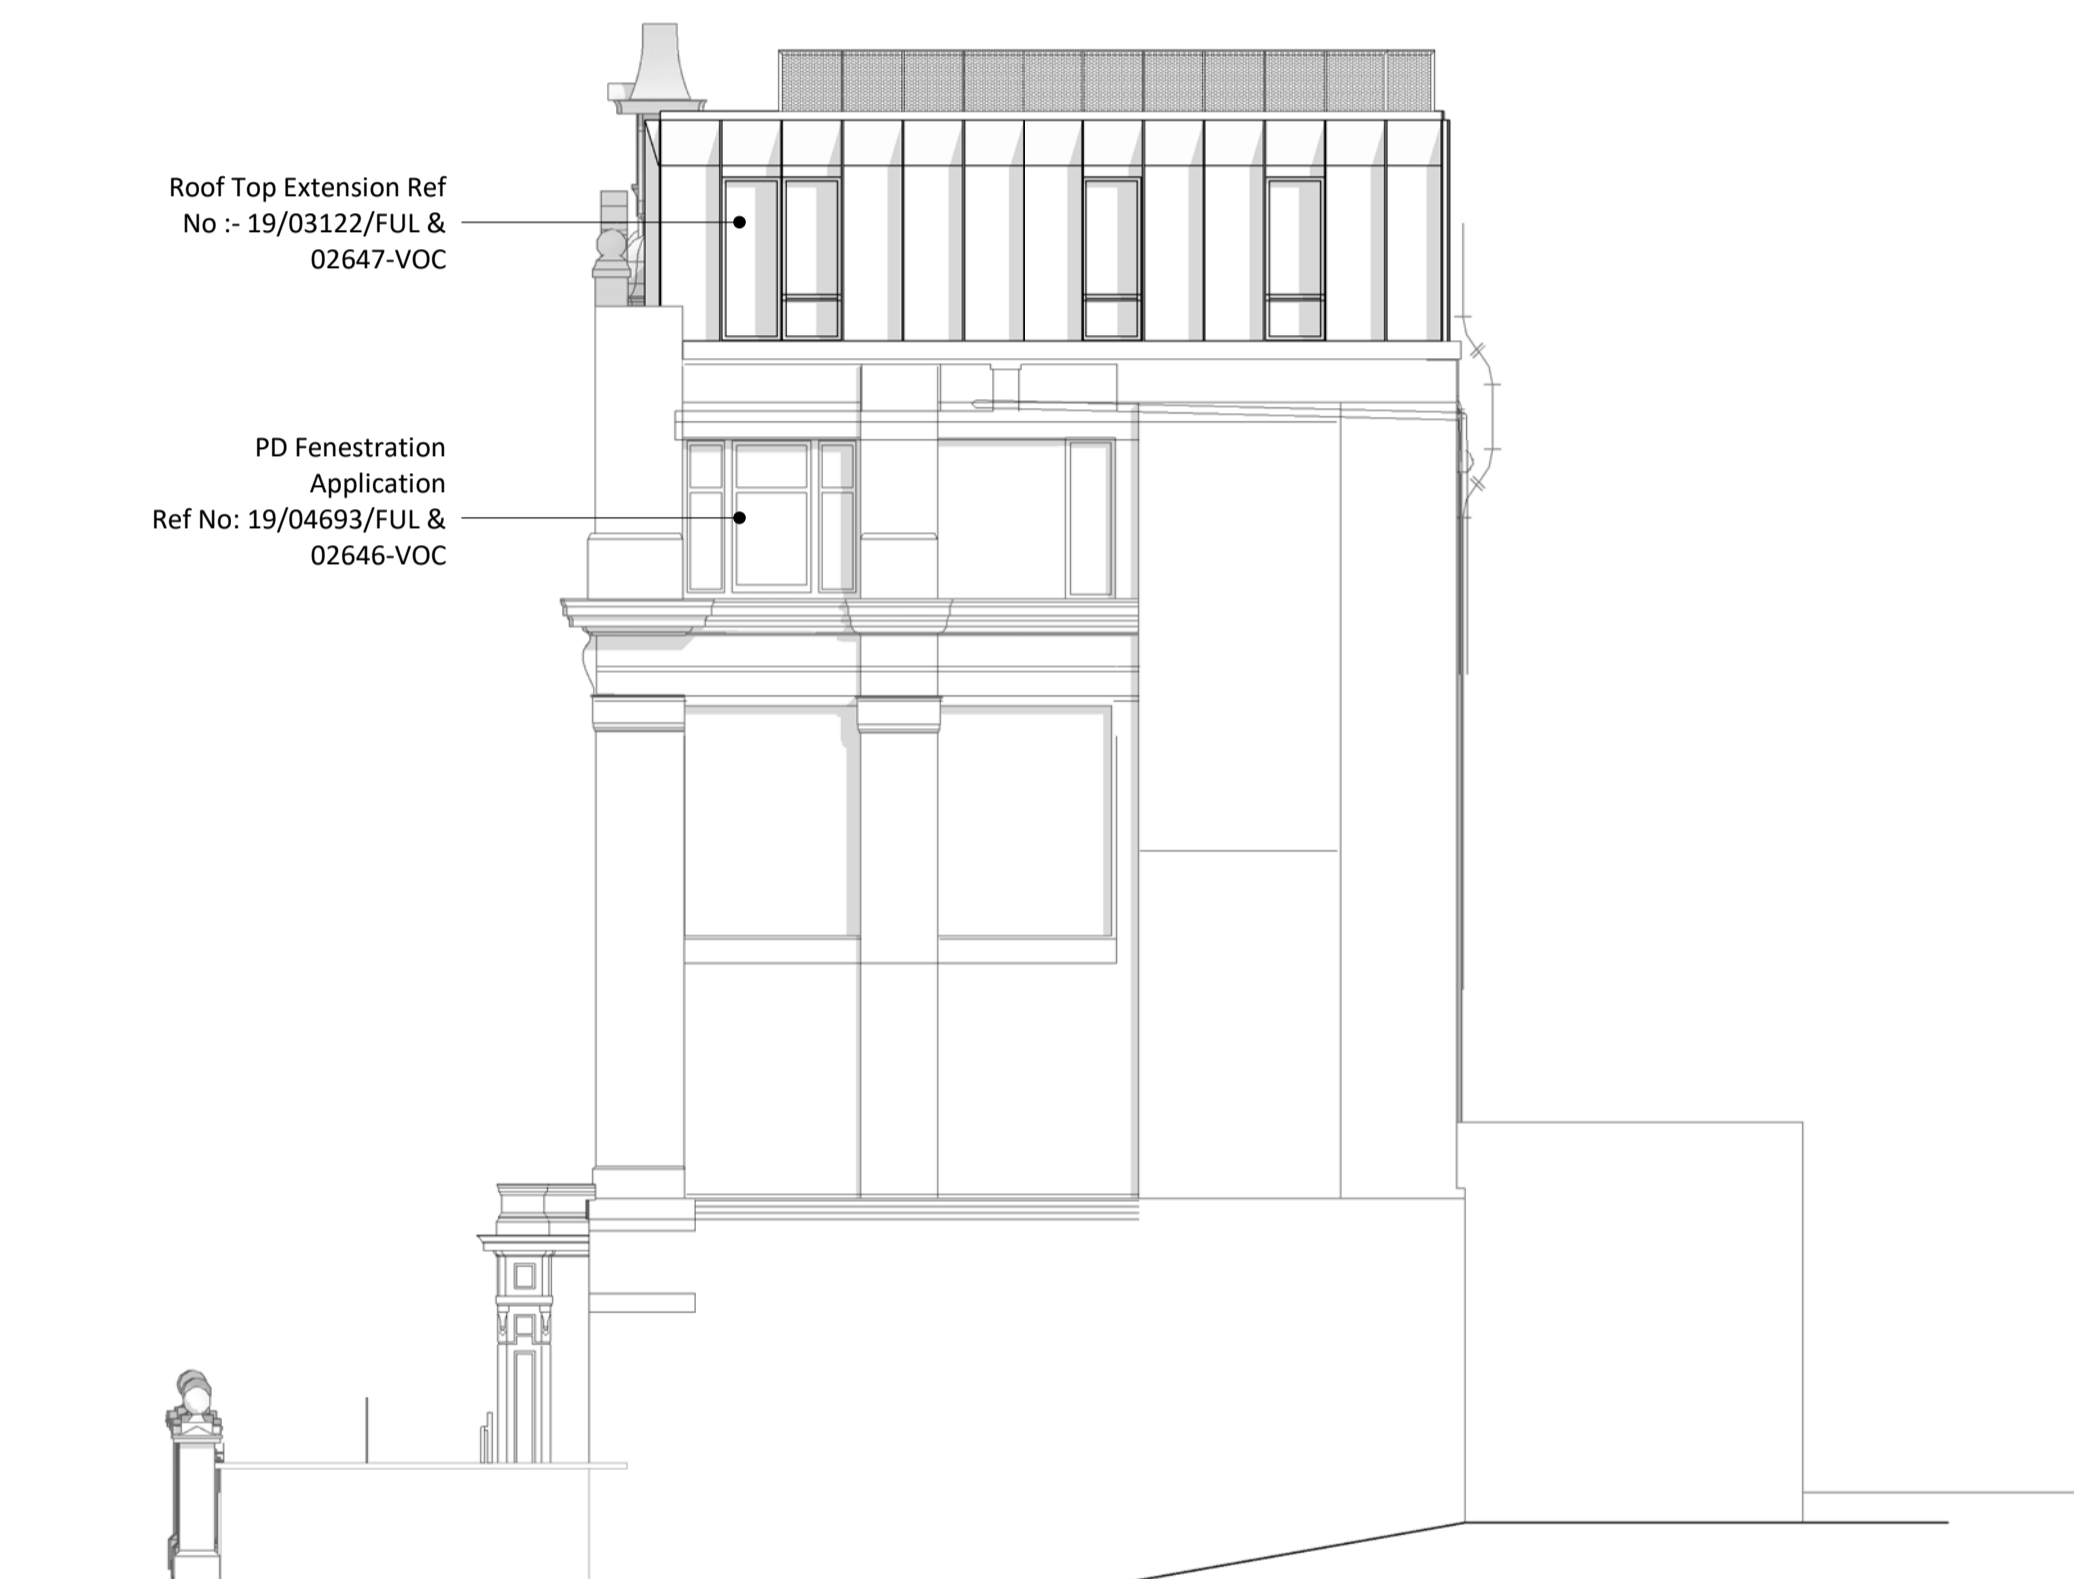 Roof Top Extension Ref
No :- 19/03122/FUL &
02647-VOC
PD Fenestration
Application
Ref No: 19/04693/FUL &
02646-VOC